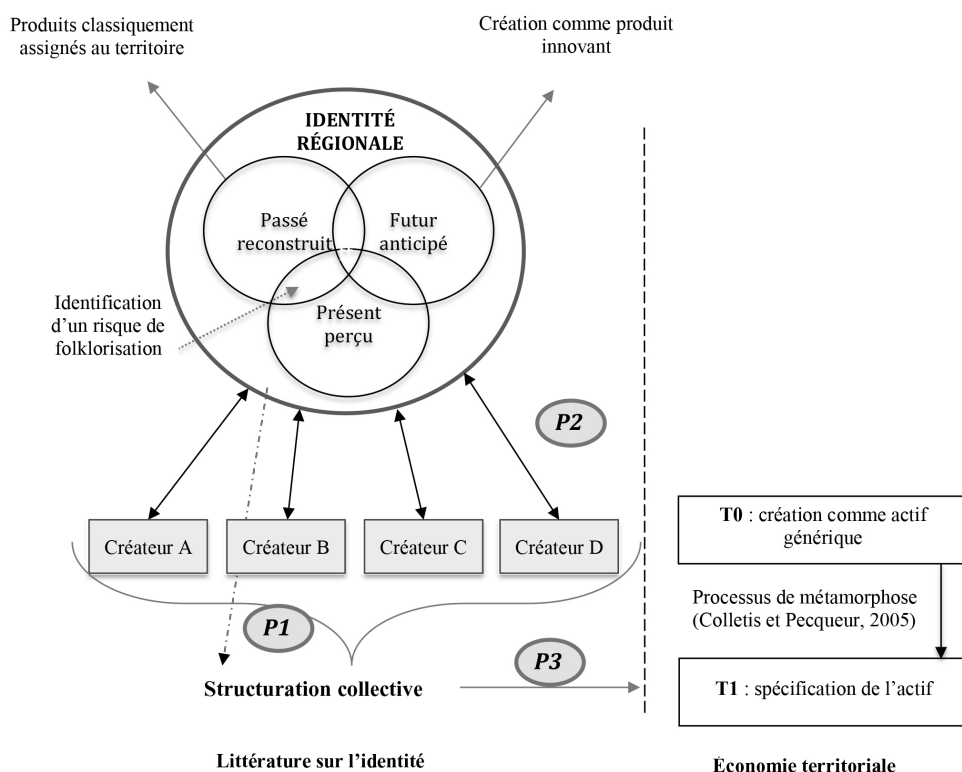 Produits classiquement
assignés au territoire
Création comme produit
innovant
IDENTITÉ
RÉGIONALE
Passé
reconstruit
Futur
anticipé
Identification
d'un risque de
folklorisation
Présent
perçu
P2
Créateur A
Créateur B
Créateur C
Créateur D
T0 : création comme actif
générique
Processus de métamorphose
(Colletis et Pecqueur, 2005)
P1
P3
Structuration collective
T1 : spécification de l'actif
Littérature sur l'identité
Économie territoriale